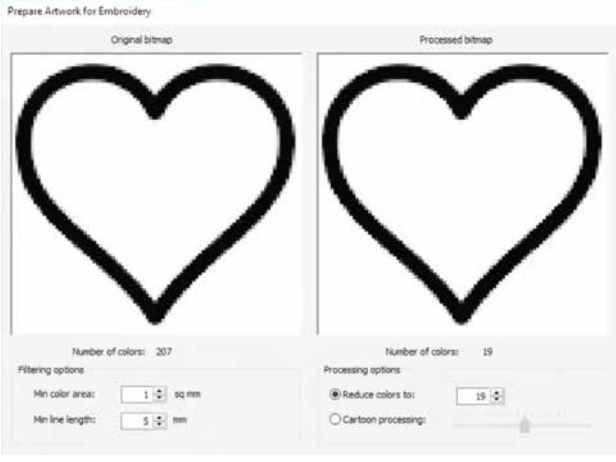 Prepare Artwork for Embroidery
Original bitmap
Processed bitmap
Number of colors: 207
Number of colors: 19
Filtering options
Processing options
Min color area: 1 sq mm
Reduce colors to: 19
Min line length: 5 mm
Cartoon processing: